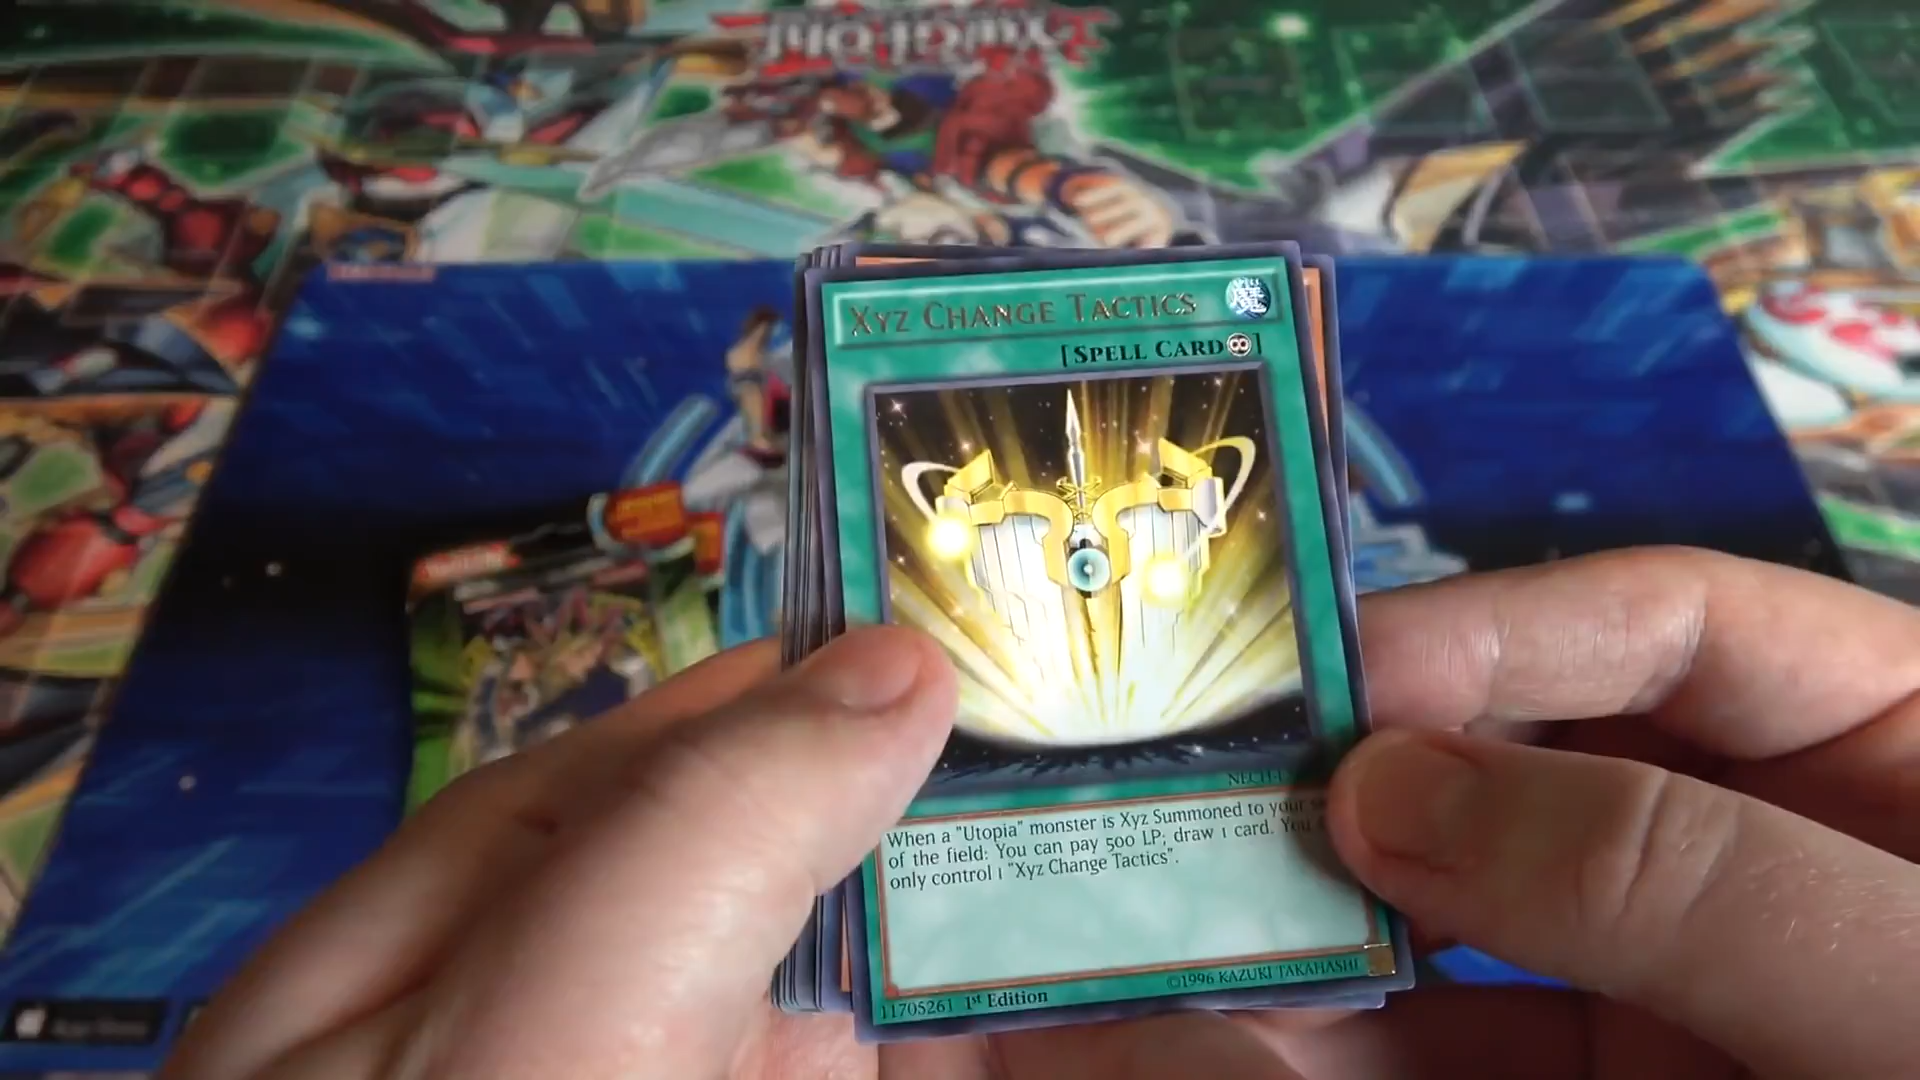 XYZ CHANGE TACTICS
[SPELL CARD]
NECH-E
When a "Utopia" monster is Xyz Summoned to your
of the field: You can pay 500 LP; draw 1 card. You
only control 1 "Xyz Change Tactics".
©1996 KAZUKI TAKAHASHI
11705261 1st Edition